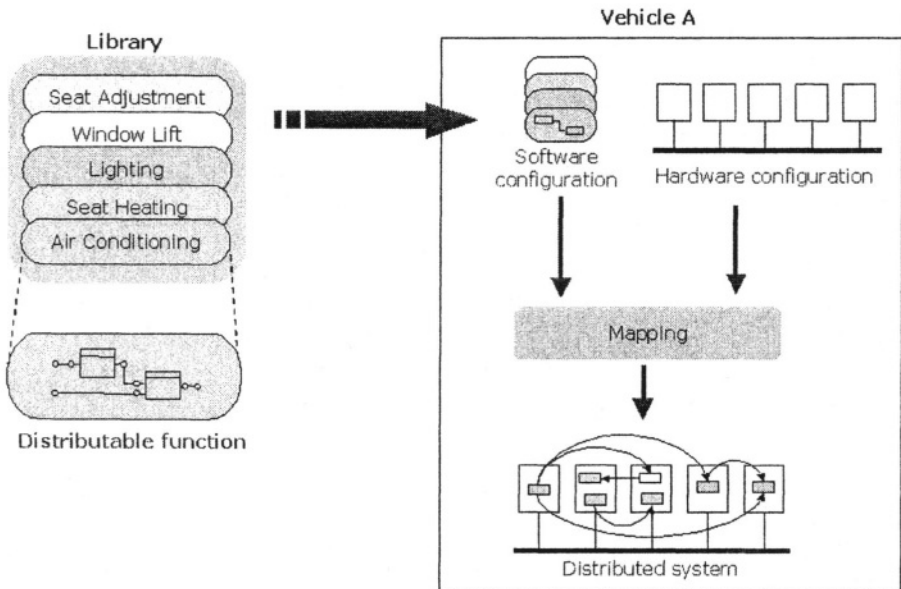 Library
Seat Adjustment
Window Lift
Lighting
Seat Heating
Air Conditioning
Distributable function
Vehicle A
Software
configuration
Hardware configuration
Mapping
Distributed system